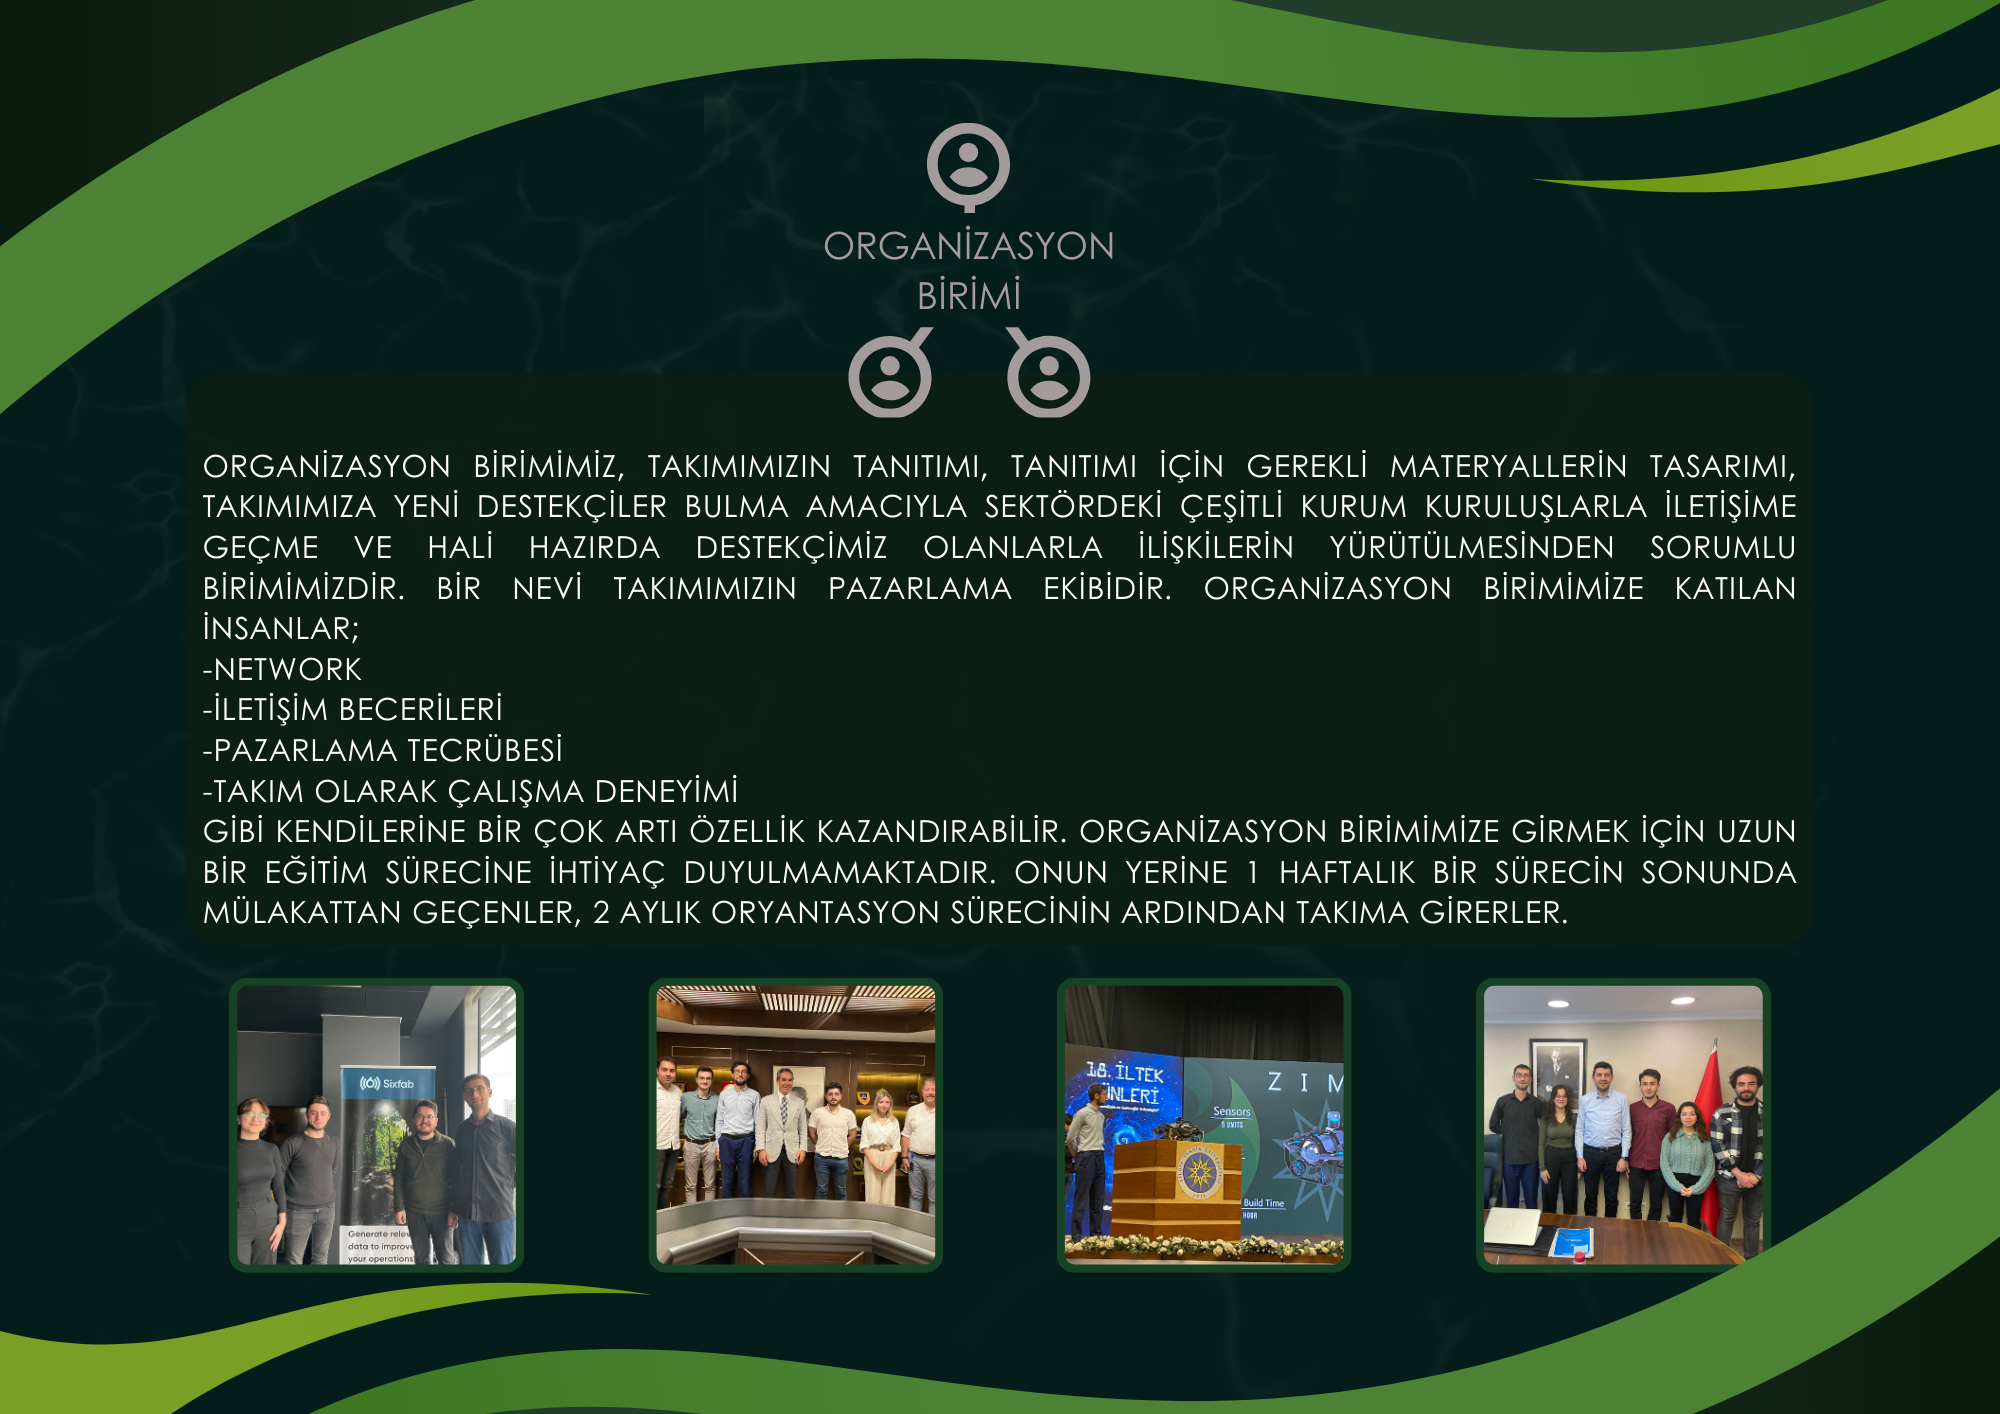 ORGANİZASYON
BİRİMİ
ORGANİZASYON BİRİMİMİZ, TAKIMIMIZIN TANITIMI, TANITIMI İÇİN GEREKLİ MATERYALLERİN TASARIMI,
TAKIMIMIZA YENİ DESTEKÇİLER BULMA AMACIYLA SEKTÖRDEKİ ÇEŞİTLİ KURUM KURULUŞLARLA İLETİŞİME
GEÇME VE HALİ HAZIRDA DESTEKÇİMİZ OLANLARLA İLİŞKİLERİN YÜRÜTÜLMESİNDEN SORUMLU
BİRİMİMİZDİR. BİR NEVİ TAKIMIMIZIN PAZARLAMA EKİBİDİR. ORGANİZASYON BİRİMİMİZE KATILAN
İNSANLAR;
-NETWORK
-İLETİŞİM BECERİLERİ
-PAZARLAMA TECRÜBESİ
-TAKIM OLARAK ÇALIŞMA DENEYİMİ
GİBİ KENDİLERİNE BİR ÇOK ARTI ÖZELLİK KAZANDIRABİLİR. ORGANİZASYON BİRİMİMİZE GİRMEK İÇİN UZUN
BİR EĞİTİM SÜRECİNE İHTİYAÇ DUYULMAMAKTADIR. ONUN YERİNE 1 HAFTALIK BİR SÜRECİN SONUNDA
MÜLAKATTAN GEÇENLER, 2 AYLIK ORYANTASYON SÜRECİNİN ARDINDAN TAKIMA GİRERLER.
Sixfab
Generate
data to improve
your operations
18. İLTEK
ÜNLERİ
Z I M
Sensors
6 UNITS
Build Time
HOUR